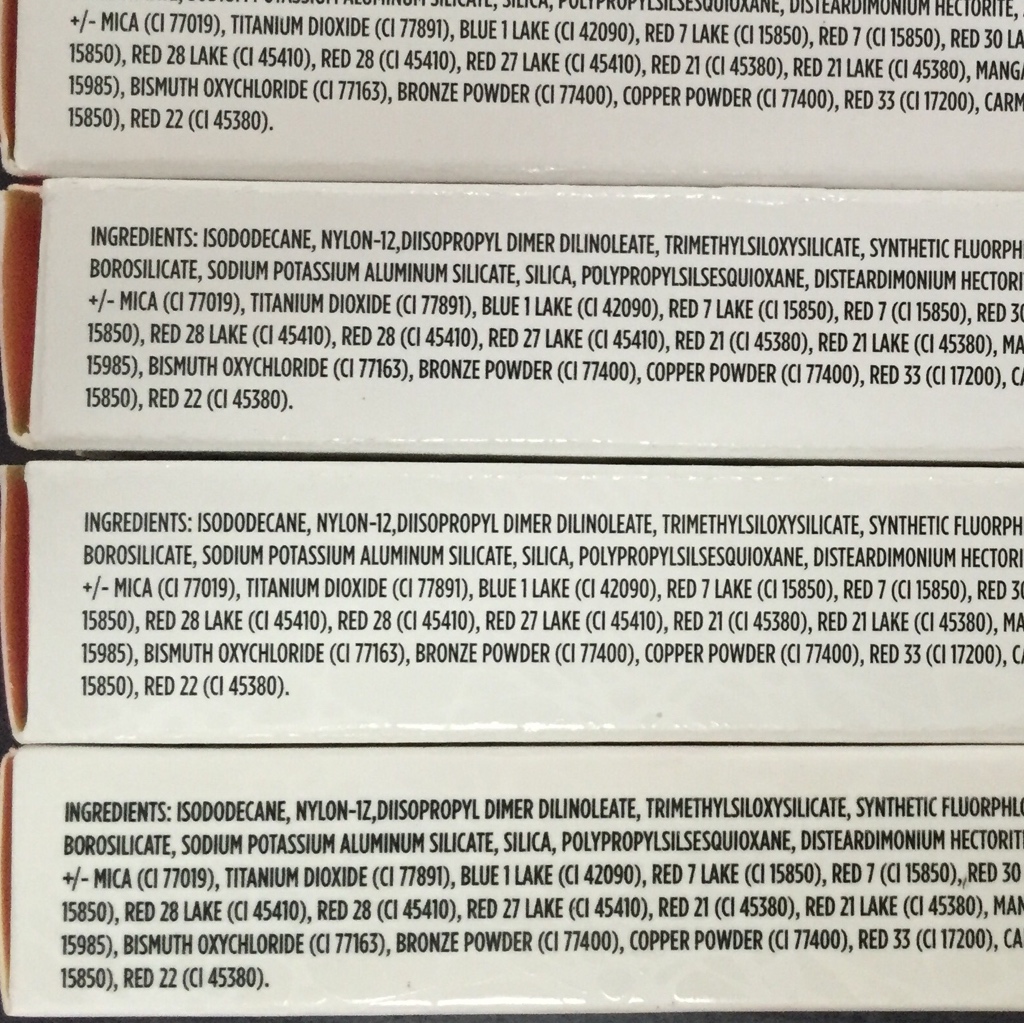 SODIUM POTASSIUM ALUMINUM SILICATE, SILICA, POLYPROPYLSILSESQUIOXANE, DISTEARDIMONIUM HECTORITE,
+/- MICA (CI 77019), TITANIUM DIOXIDE (CI 77891), BLUE 1 LAKE (CI 42090), RED 7 LAKE (CI 15850), RED 7 (CI 15850), RED 30 LA
15850), RED 28 LAKE (CI 45410), RED 28 (CI 45410), RED 27 LAKE (CI 45410), RED 21 (CI 45380), RED 21 LAKE (CI 45380), MANGA
15985), BISMUTH OXYCHLORIDE (CI 77163), BRONZE POWDER (CI 77400), COPPER POWDER (CI 77400), RED 33 (CI 17200), CARM
15850), RED 22 (CI 45380).
INGREDIENTS: ISODODECANE, NYLON-12,DIISOPROPYL DIMER DILINOLEATE, TRIMETHYLSILOXYSILICATE, SYNTHETIC FLUORPH
BOROSILICATE, SODIUM POTASSIUM ALUMINUM SILICATE, SILICA, POLYPROPYLSILSESQUIOXANE, DISTEARDIMONIUM HECTORI
+/- MICA (CI 77019), TITANIUM DIOXIDE (CI 77891), BLUE 1 LAKE (CI 42090), RED 7 LAKE (CI 15850), RED 7 (CI 15850), RED 30
15850), RED 28 LAKE (CI 45410), RED 28 (CI 45410), RED 27 LAKE (CI 45410), RED 21 (CI 45380), RED 21 LAKE (CI 45380), MA
15985), BISMUTH OXYCHLORIDE (CI 77163), BRONZE POWDER (CI 77400), COPPER POWDER (CI 77400), RED 33 (CI 17200), CA
15850), RED 22 (CI 45380).
INGREDIENTS: ISODODECANE, NYLON-12,DIISOPROPYL DIMER DILINOLEATE, TRIMETHYLSILOXYSILICATE, SYNTHETIC FLUORPH
BOROSILICATE, SODIUM POTASSIUM ALUMINUM SILICATE, SILICA, POLYPROPYLSILSESQUIOXANE, DISTEARDIMONIUM HECTORI
+/- MICA (CI 77019), TITANIUM DIOXIDE (CI 77891), BLUE 1 LAKE (CI 42090), RED 7 LAKE (CI 15850), RED 7 (CI 15850), RED 30
15850), RED 28 LAKE (CI 45410), RED 28 (CI 45410), RED 27 LAKE (CI 45410), RED 21 (CI 45380), RED 21 LAKE (CI 45380), MA
15985), BISMUTH OXYCHLORIDE (CI 77163), BRONZE POWDER (CI 77400), COPPER POWDER (CI 77400), RED 33 (CI 17200), CA
15850), RED 22 (CI 45380).
INGREDIENTS: ISODODECANE, NYLON-12,DIISOPROPYL DIMER DILINOLEATE, TRIMETHYLSILOXYSILICATE, SYNTHETIC FLUORPHLO
BOROSILICATE, SODIUM POTASSIUM ALUMINUM SILICATE, SILICA, POLYPROPYLSILSESQUIOXANE, DISTEARDIMONIUM HECTORIT
+/- MICA (CI 77019), TITANIUM DIOXIDE (CI 77891), BLUE 1 LAKE (CI 42090), RED 7 LAKE (CI 15850), RED 7 (CI 15850), RED 30
15850), RED 28 LAKE (CI 45410), RED 28 (CI 45410), RED 27 LAKE (CI 45410), RED 21 (CI 45380), RED 21 LAKE (CI 45380), MAN
15985), BISMUTH OXYCHLORIDE (CI 77163), BRONZE POWDER (CI 77400), COPPER POWDER (CI 77400), RED 33 (CI 17200), CA
15850), RED 22 (CI 45380).